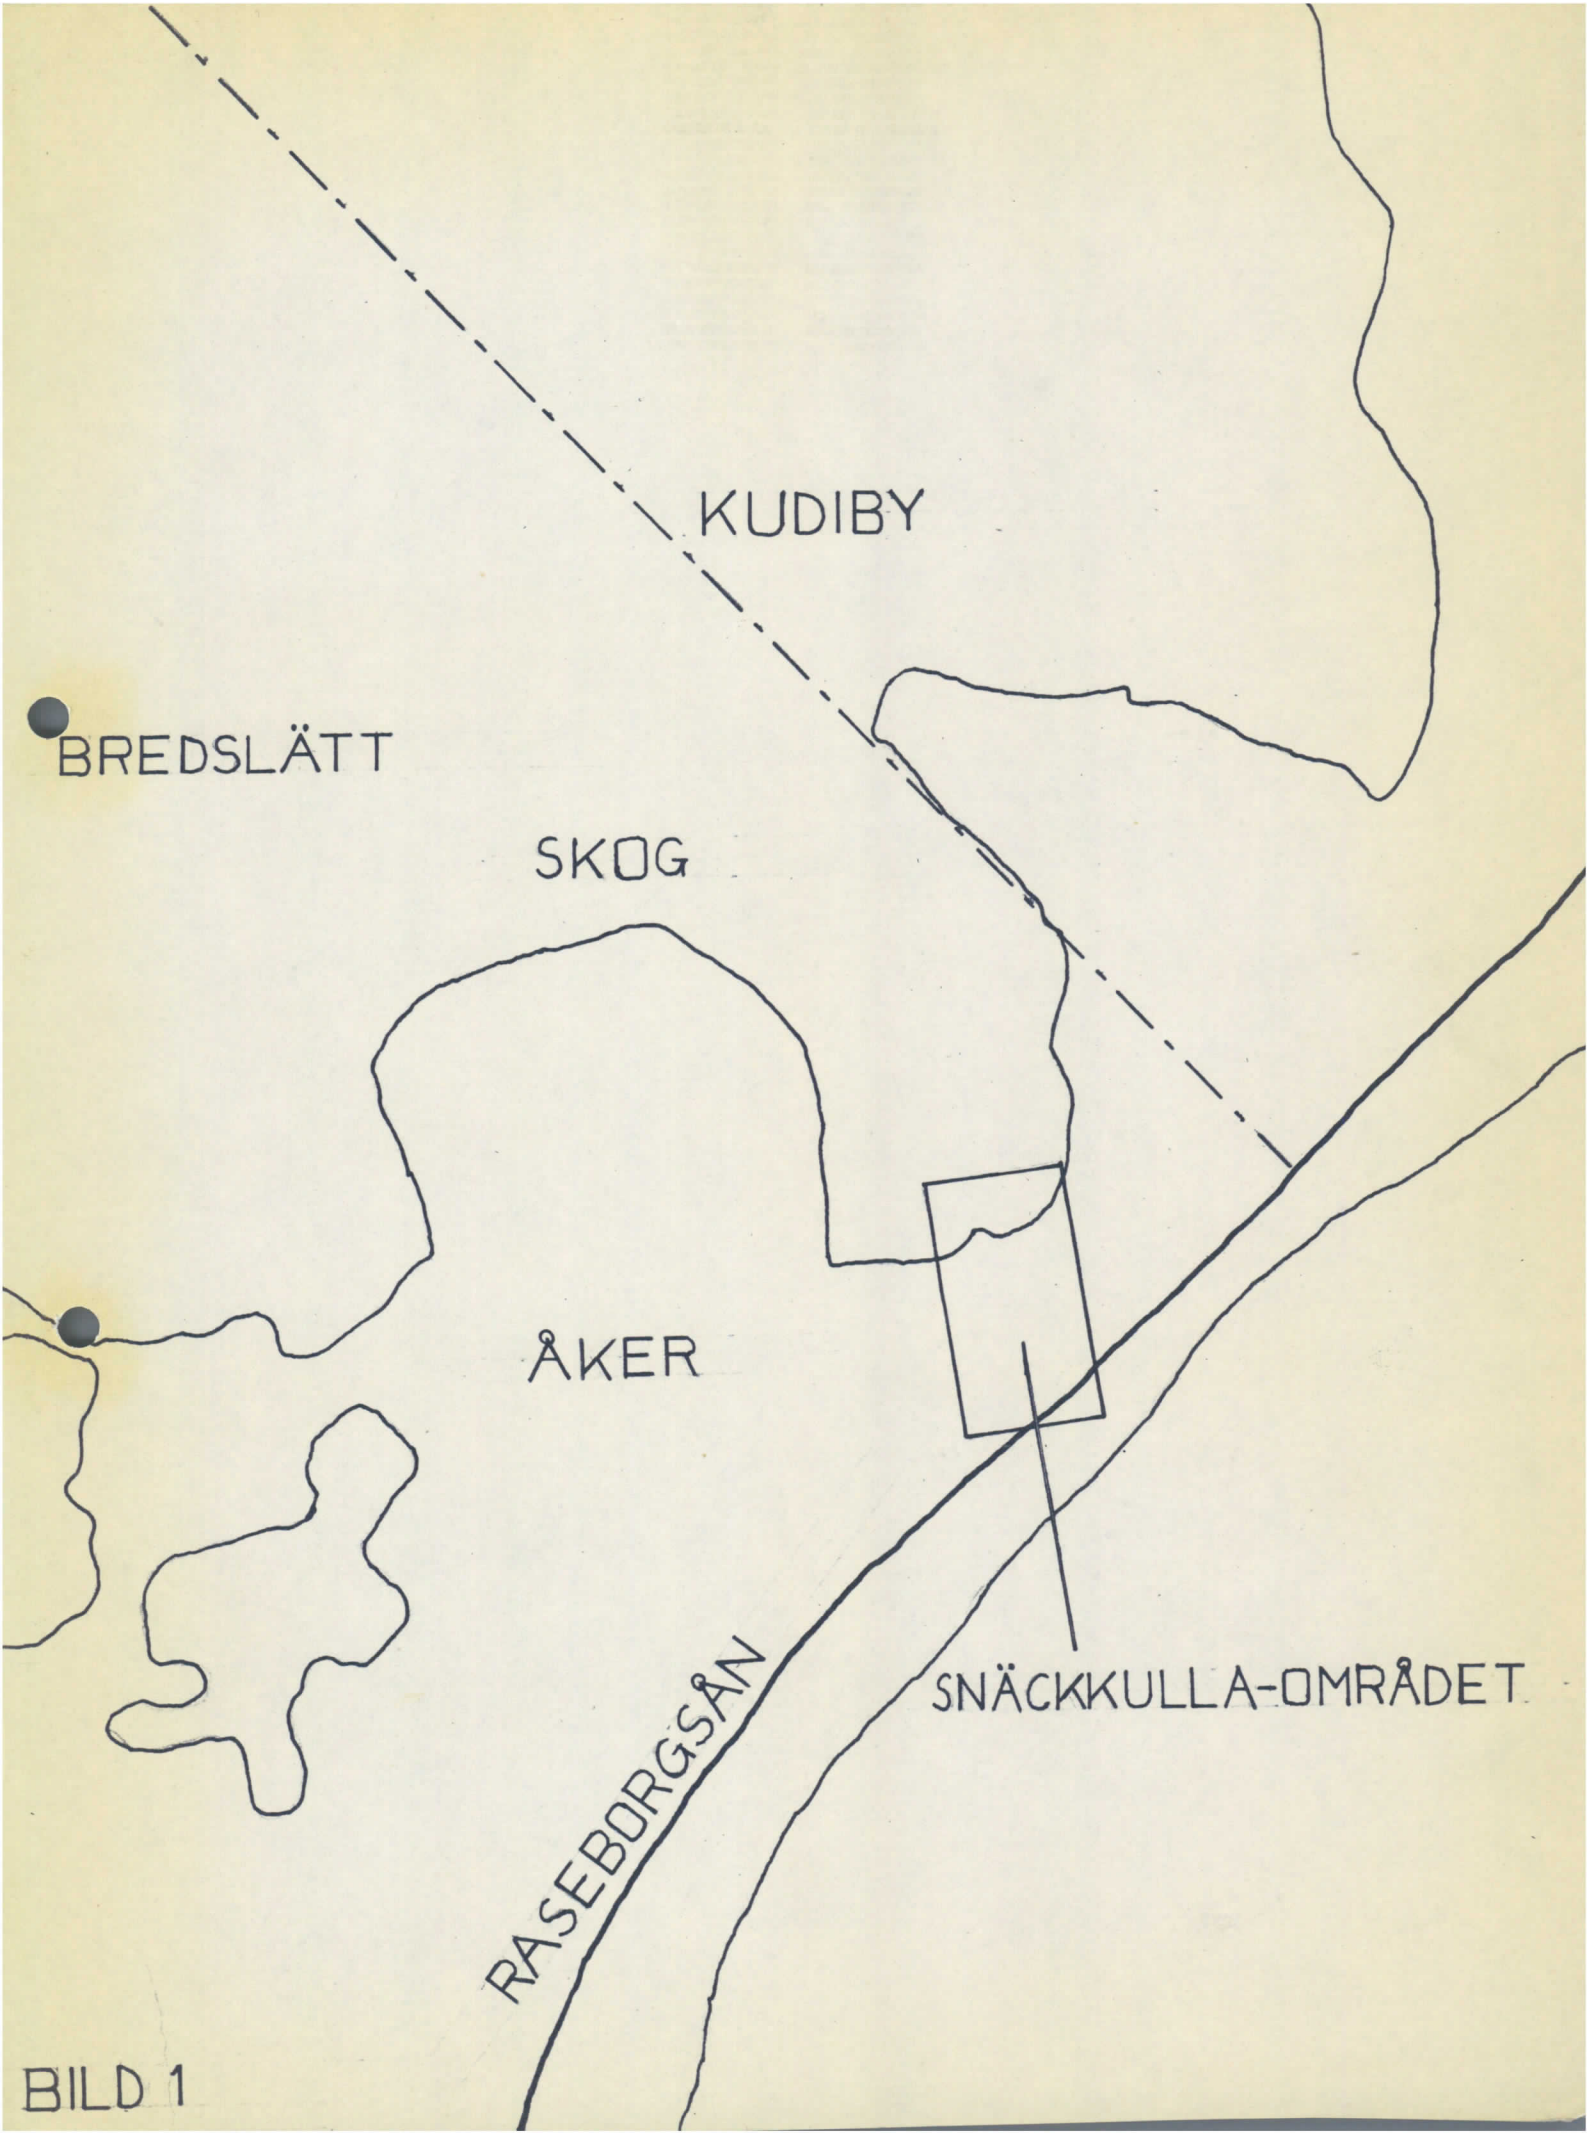 KUDIBY
BREDSLÄTT
SKOG
ÅKER
SNÄCKKULLA-OMRÅDET
RASEBORGSÅN
BILD 1